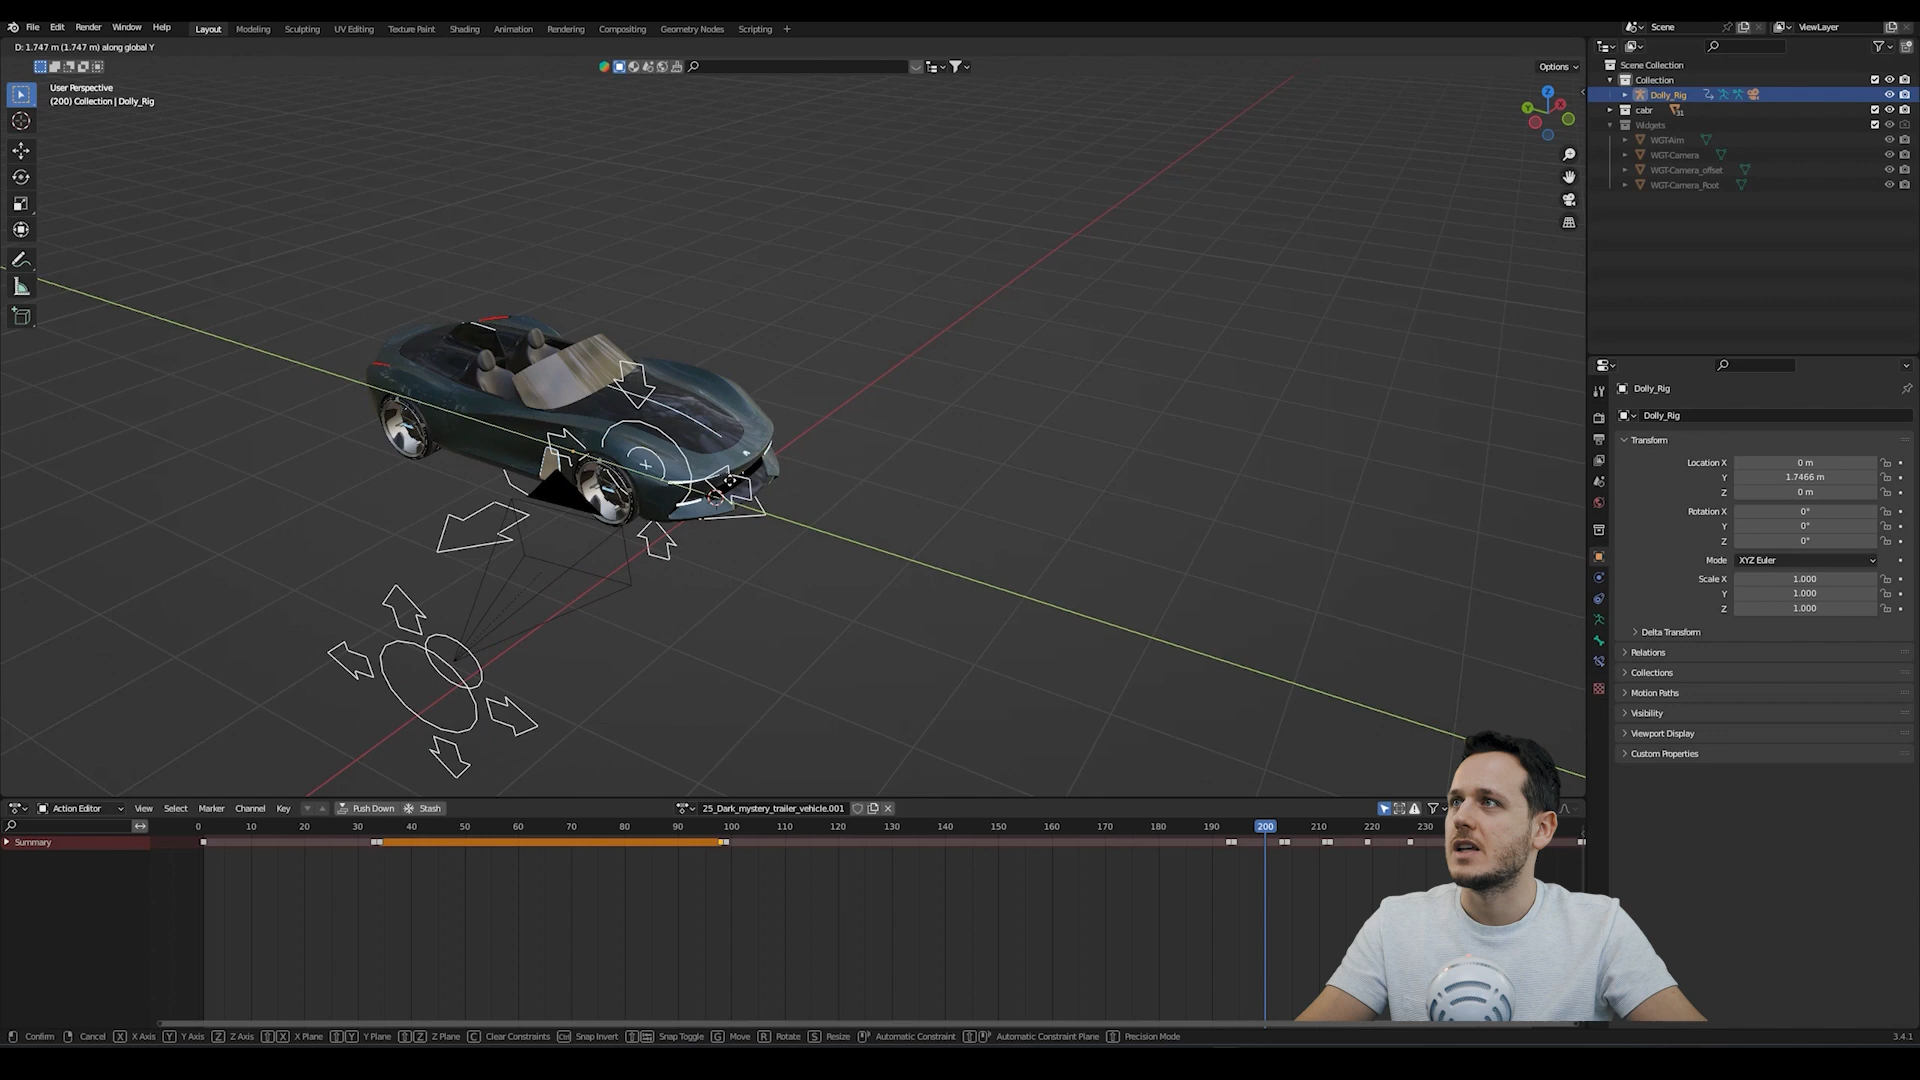 File Edit Render Window Help Layout Modeling Sculpting UV Editing Texture Paint Shading Animation Rendering Compositing Geometry Nodes Scripting + Scene ViewLayer
D: 1.747 m (1.747 m) along global Y
Options
User Perspective
(200) Collection | Dolly_Rig
Z
Y
X
Scene Collection
Collection
Dolly_Rig
cabr 31
Widgets
WGT-Aim
WGT-Camera
WGT-Camera_offset
WGT-Camera_Root
Dolly_Rig
Dolly_Rig
Transform
Location X 0 m
Y 1.7466 m
Z 0 m
Rotation X 0°
Y 0°
Z 0°
Mode XYZ Euler
Scale X 1.000
Y 1.000
Z 1.000
Delta Transform
Relations
Collections
Motion Paths
Visibility
Viewport Display
Custom Properties
Action Editor View Select Marker Channel Key Push Down Stash 25_Dark_mystery_trailer_vehicle.001
0 10 20 30 40 50 60 70 80 90 100 110 120 130 140 150 160 170 180 190 200 210 220 230
Summary
Confirm Cancel X X Axis Y Y Axis Z Z Axis X X Plane Y Y Plane Z Z Plane C Clear Constraints Ctrl Snap Invert Snap Toggle G Move R Rotate S Resize Automatic Constraint Automatic Constraint Plane Precision Mode 3.4.1